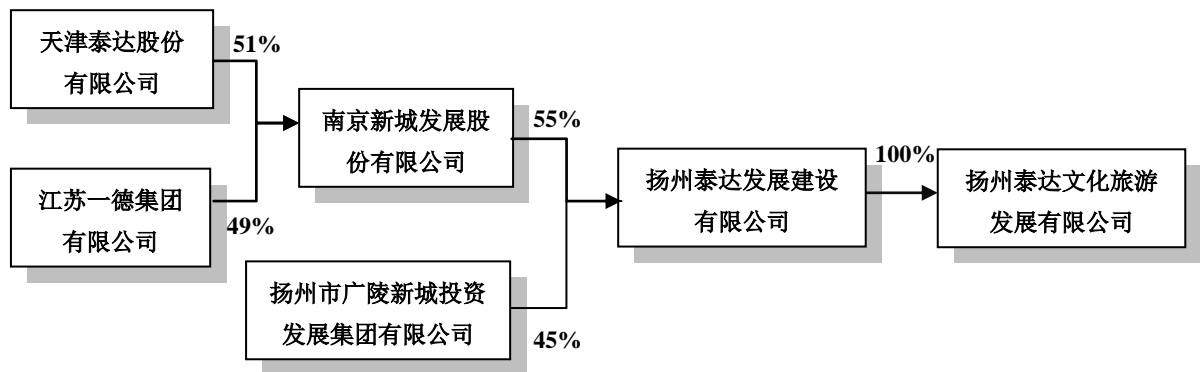 天津泰达股份
有限公司
51%
江苏一德集团
有限公司
49%
南京新城发展股
份有限公司
55%
扬州市广陵新城投资
发展集团有限公司
45%
扬州泰达发展建设
有限公司
100%
扬州泰达文化旅游
发展有限公司